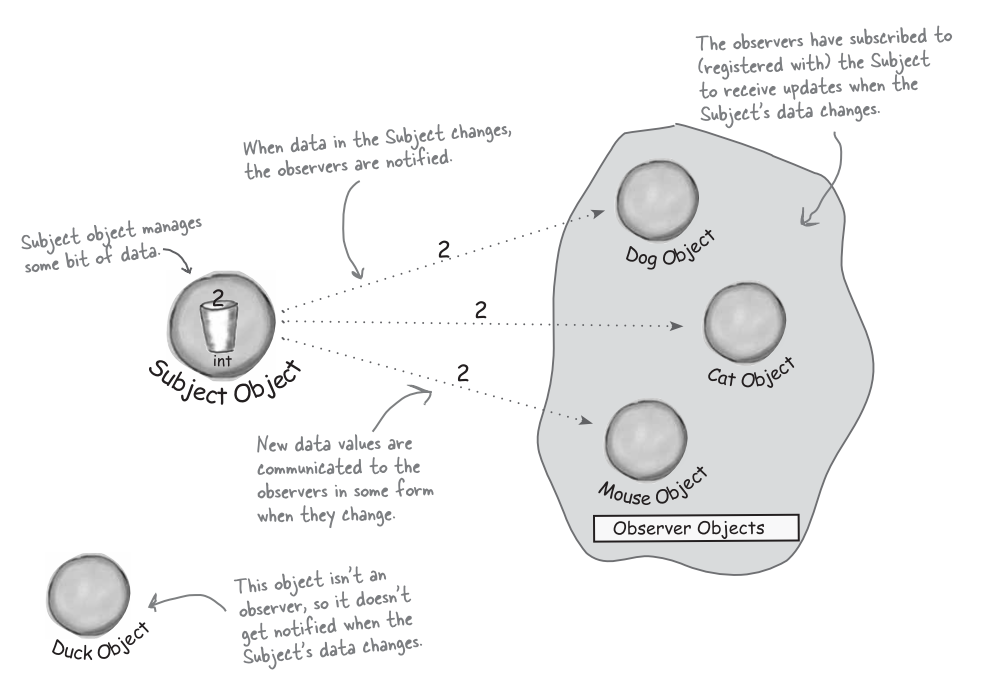 The observers have subscribed to
(registered with) the Subject
to receive updates when the
Subject's data changes.
When data in the Subject changes,
the observers are notified.
Subject object manages
some bit of data.
2
int
Subject Object
2
2
2
Dog Object
Cat Object
Mouse Object
Observer Objects
New data values are
communicated to the
observers in some form
when they change.
Duck Object
This object isn't an
observer, so it doesn't
get notified when the
Subject's data changes.